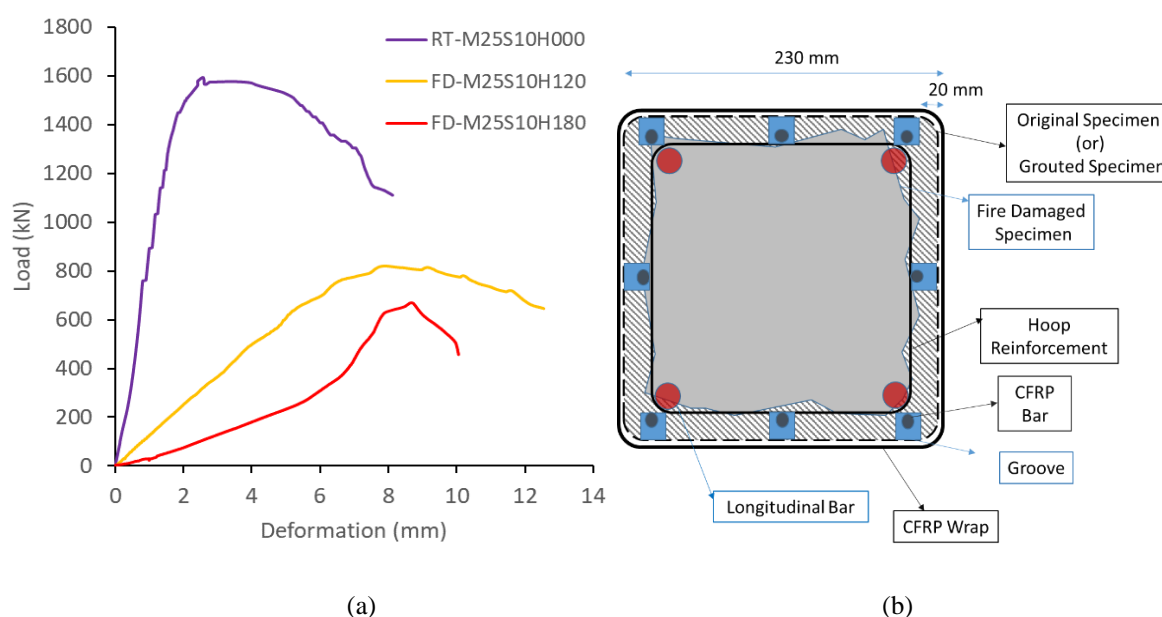 1800
1600
1400
1200
1000
800
600
400
200
0
Load (kN)
0 2 4 6 8 10 12 14
Deformation (mm)
RT-M25S10H000
FD-M25S10H120
FD-M25S10H180
(a)
230 mm
20 mm
Original Specimen
(or)
Grouted Specimen
Fire Damaged
Specimen
Hoop
Reinforcement
CFRP
Bar
Groove
Longitudinal Bar
CFRP Wrap
(b)